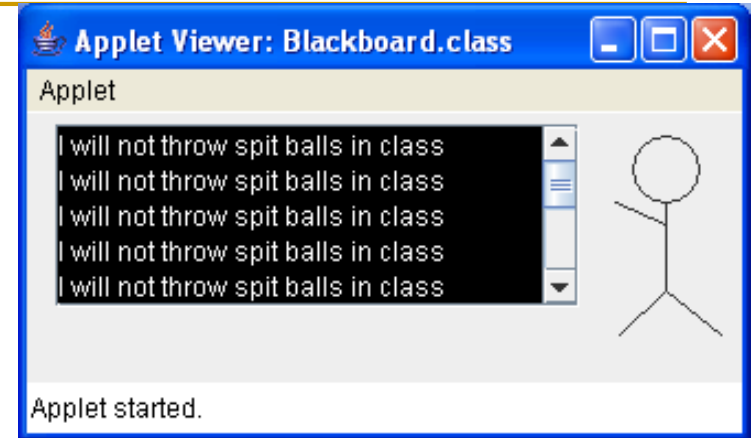 Applet Viewer: Blackboard.class
Applet
I will not throw spit balls in class
I will not throw spit balls in class
I will not throw spit balls in class
I will not throw spit balls in class
I will not throw spit balls in class
Applet started.